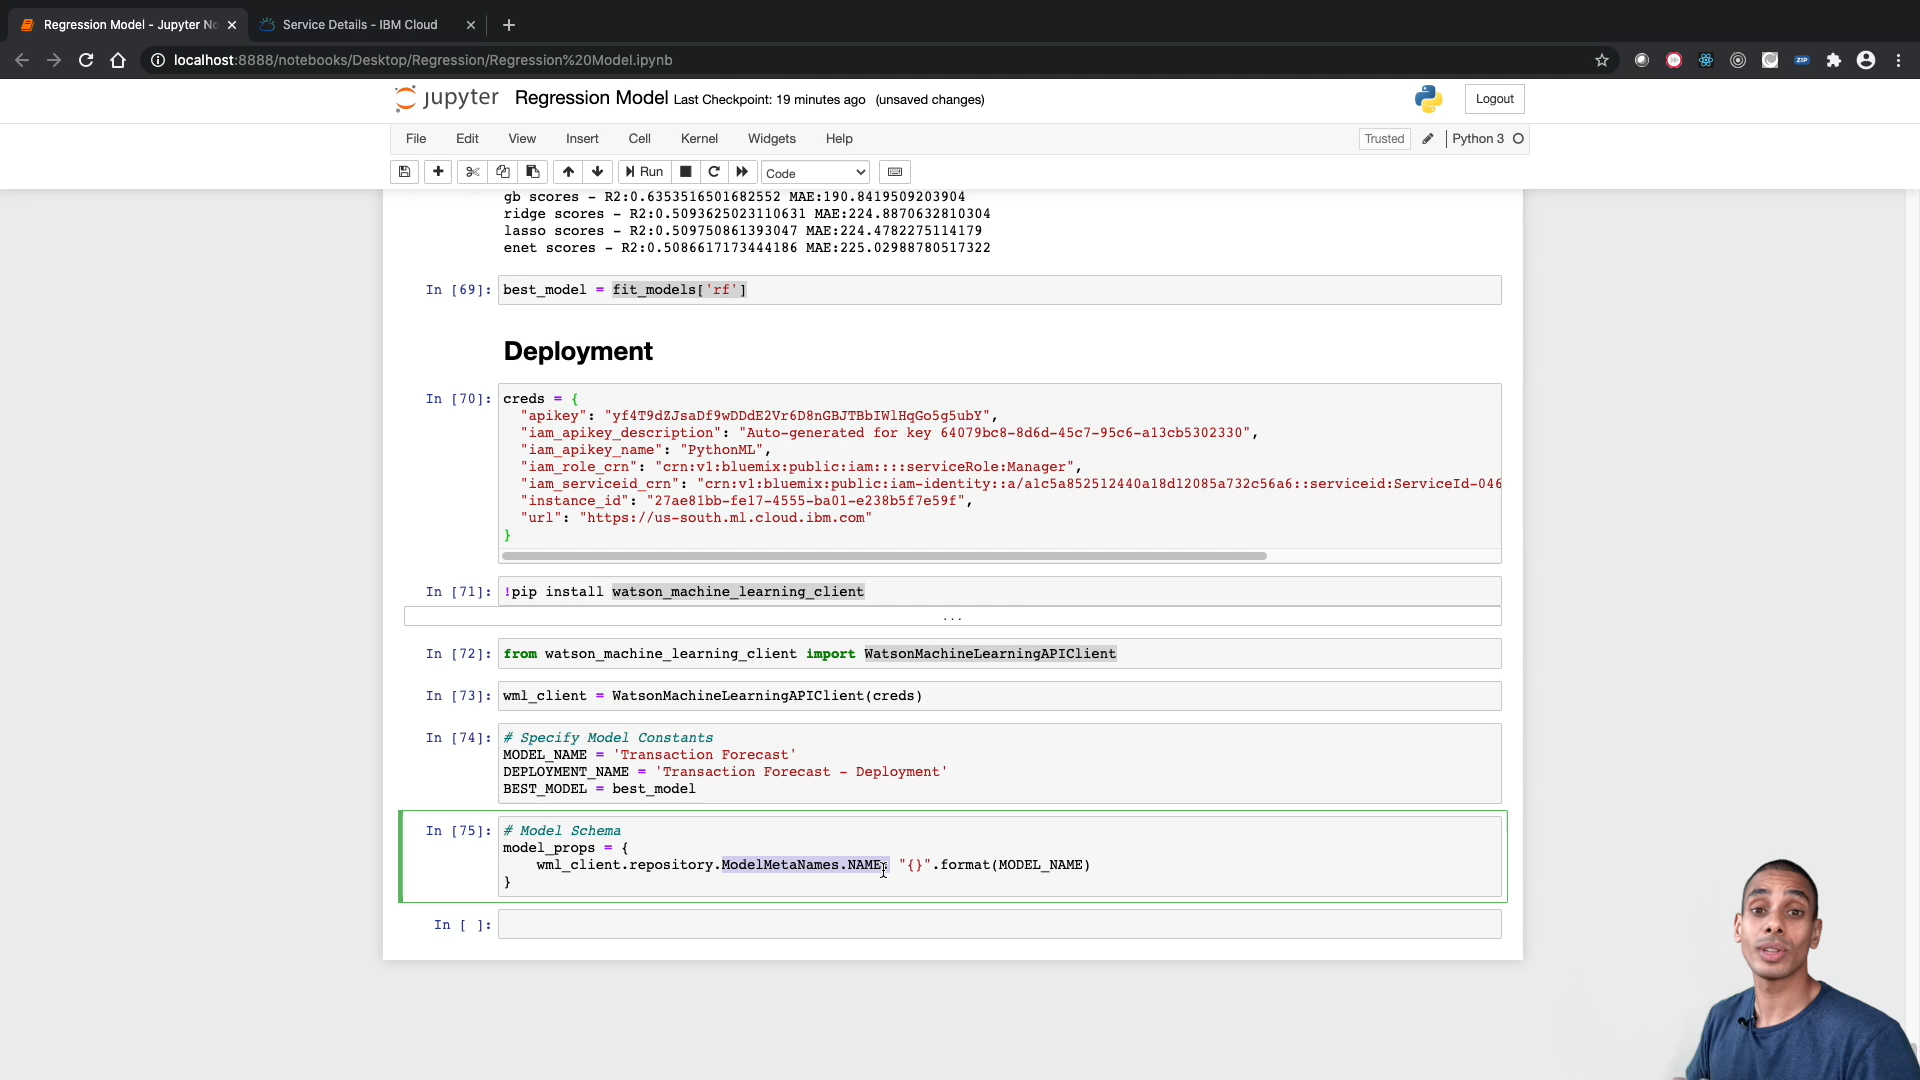 Regression Model - Jupyter No
Service Details - IBM Cloud
localhost:8888/notebooks/Desktop/Regression/Regression%20Model.ipynb
ZIP
jupyter Regression Model Last Checkpoint: 19 minutes ago (unsaved changes)
Logout
File Edit View Insert Cell Kernel Widgets Help
Trusted Python 3
Run Code
gb scores - R2:0.6353516501682552 MAE:190.8419509203904
ridge scores - R2:0.5093625023110631 MAE:224.8870632810304
lasso scores - R2:0.509750861393047 MAE:224.4782275114179
enet scores - R2:0.5086617173444186 MAE:225.02988780517322
In [69]: best_model = fit_models['rf']
Deployment
In [70]: creds = {
"apikey": "yf4T9dZJsaDf9wDDdE2Vr6D8nGBJTBbIWlHqGo5g5ubY",
"iam_apikey_description": "Auto-generated for key 64079bc8-8d6d-45c7-95c6-a13cb5302330",
"iam_apikey_name": "PythonML",
"iam_role_crn": "crn:v1:bluemix:public:iam::::serviceRole:Manager",
"iam_serviceid_crn": "crn:v1:bluemix:public:iam-identity::a/a1c5a852512440a18d12085a732c56a6::serviceid:ServiceId-046
"instance_id": "27ae81bb-fe17-4555-ba01-e238b5f7e59f",
"url": "https://us-south.ml.cloud.ibm.com"
}
In [71]: !pip install watson_machine_learning_client
...
In [72]: from watson_machine_learning_client import WatsonMachineLearningAPIClient
In [73]: wml_client = WatsonMachineLearningAPIClient(creds)
In [74]: # Specify Model Constants
MODEL_NAME = 'Transaction Forecast'
DEPLOYMENT_NAME = 'Transaction Forecast - Deployment'
BEST_MODEL = best_model
In [75]: # Model Schema
model_props = {
wml_client.repository.ModelMetaNames.NAME: "{}".format(MODEL_NAME)
}
In [ ]: